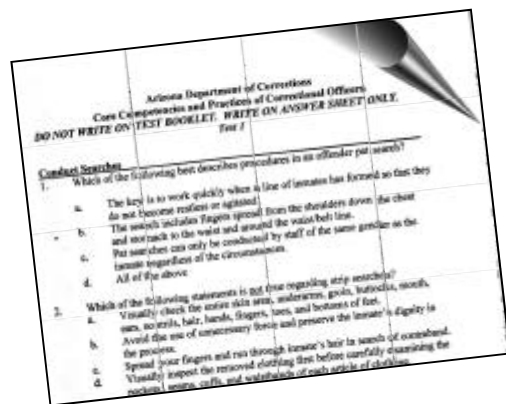 Arizona Department of Corrections
Core Competencies and Practices of Correctional Officers
DO NOT WRITE ON TEST BOOKLET. WRITE ON ANSWER SHEET ONLY.
Test 1
Conduct Searches
1. Which of the following best describes procedures in an offender pat search?
a. The key is to work quickly when a line of inmates has formed so that they
do not become restless or agitated.
b. The search includes fingers spread from the shoulders down the chest
and stomach to the waist and around the waist/belt line.
c. Pat searches can only be conducted by staff of the same gender as the
inmate regardless of the circumstances.
d. All of the above
2. Which of the following statements is not true regarding strip searches?
a. Visually check the entire skin area, underarms, groin, buttocks, mouth,
ears, nostrils, hair, hands, fingers, toes, and bottoms of feet.
b. Avoid the use of unnecessary force and preserve the inmate's dignity in
the process.
c. Spread your fingers and run through inmate's hair in search of contraband.
d. Visually inspect the removed clothing first before carefully examining the
pockets, seams, cuffs, and waistbands of each article of clothing.